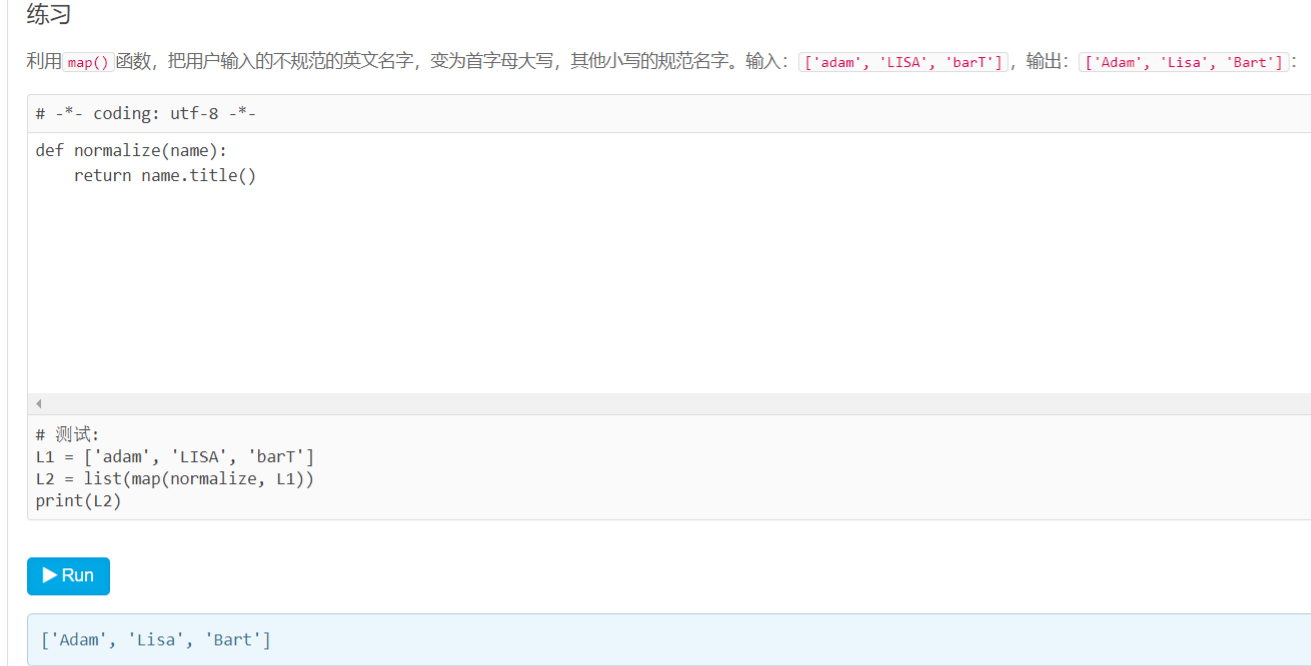 练习
利用map()函数，把用户输入的不规范的英文名字，变为首字母大写，其他小写的规范名字。输入：['adam', 'LISA', 'barT']，输出：['Adam', 'Lisa', 'Bart']：
# -*- coding: utf-8 -*-
def normalize(name):
    return name.title()
# 测试:
L1 = ['adam', 'LISA', 'barT']
L2 = list(map(normalize, L1))
print(L2)
Run
['Adam', 'Lisa', 'Bart']